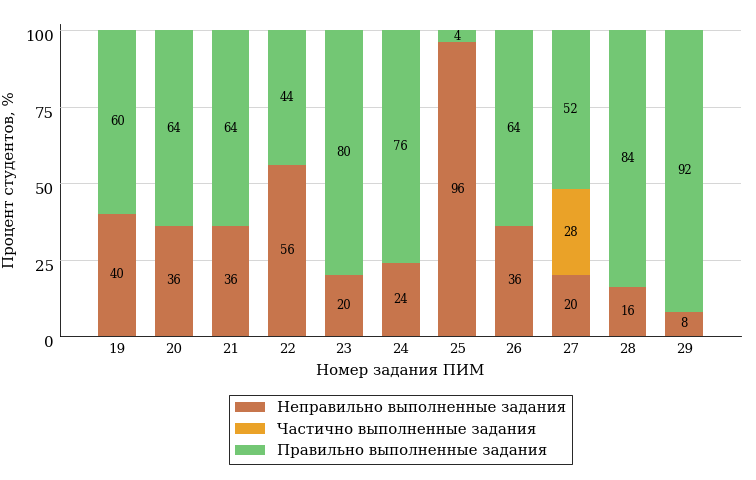 100
75
50
25
0
Процент студентов, %
60 64 64 44 80 76 4 64 52 84 92
28
40 36 36 56 20 24 96 36 20 16 8
19 20 21 22 23 24 25 26 27 28 29
Номер задания ПИМ
Неправильно выполненные задания
Частично выполненные задания
Правильно выполненные задания